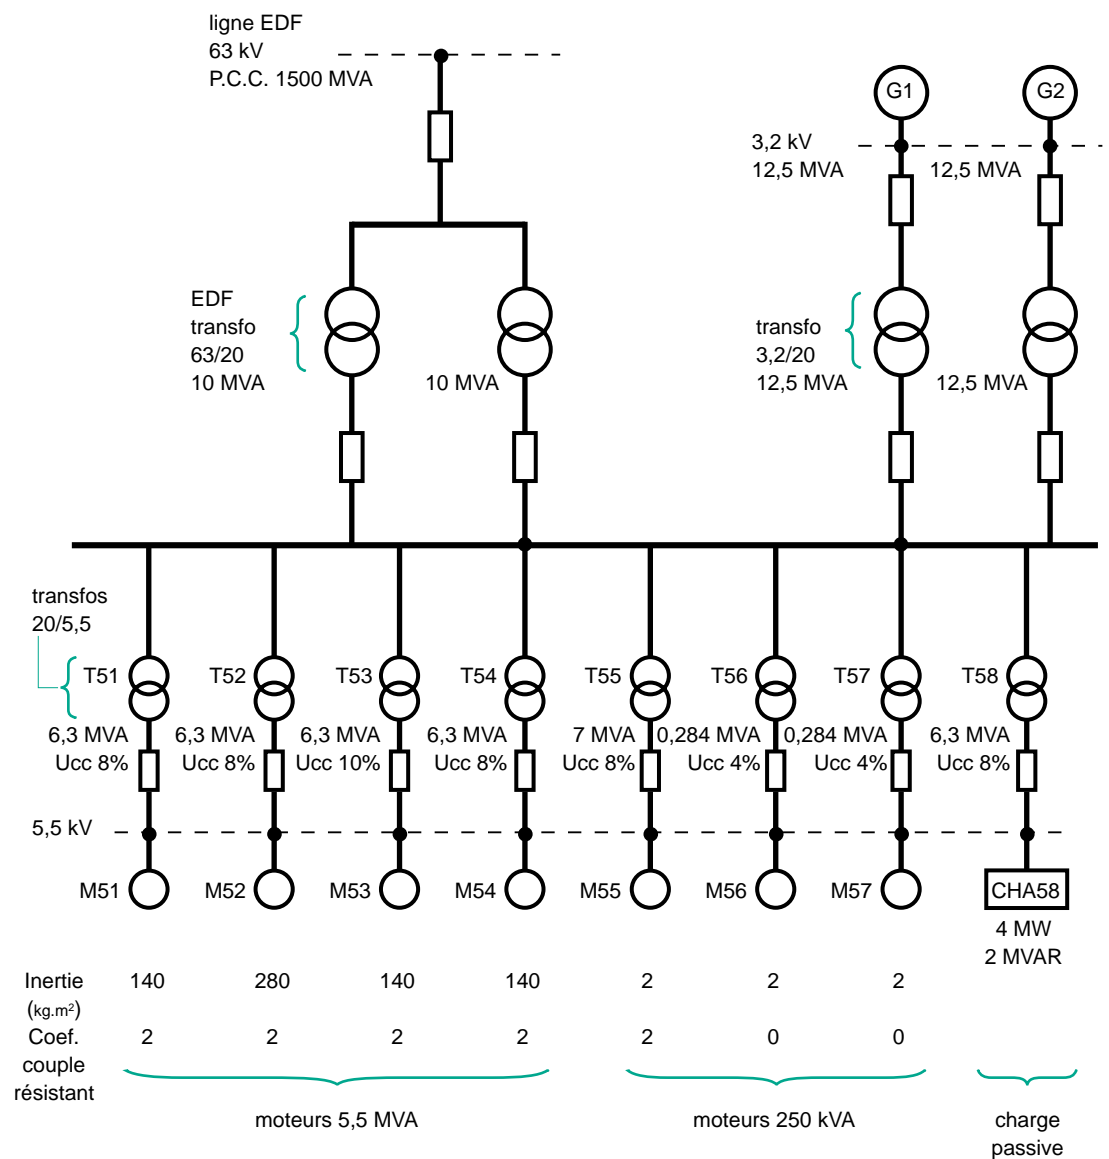 ligne EDF
63 kV
P.C.C. 1500 MVA
G1 G2
3,2 kV
12,5 MVA 12,5 MVA
EDF
transfo
63/20
10 MVA 10 MVA
transfo
3,2/20
12,5 MVA 12,5 MVA
transfos
20/5,5
T51 T52 T53 T54 T55 T56 T57 T58
6,3 MVA 6,3 MVA 6,3 MVA 6,3 MVA 7 MVA 0,284 MVA 0,284 MVA 6,3 MVA
Ucc 8% Ucc 8% Ucc 10% Ucc 8% Ucc 8% Ucc 4% Ucc 4% Ucc 8%
5,5 kV
M51 M52 M53 M54 M55 M56 M57 CHA58
4 MW
2 MVAR
Inertie 140 280 140 140 2 2 2
(kg.m²)
Coef. 2 2 2 2 2 0 0
couple
résistant
moteurs 5,5 MVA moteurs 250 kVA charge
passive